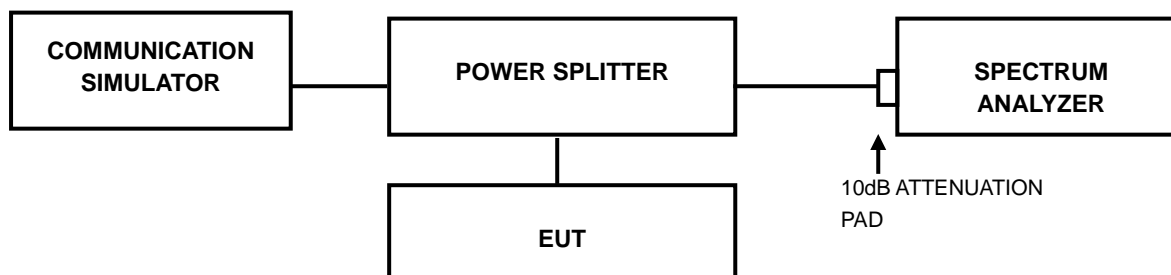 COMMUNICATION
SIMULATOR
POWER SPLITTER
SPECTRUM
ANALYZER
10dB ATTENUATION
PAD
EUT